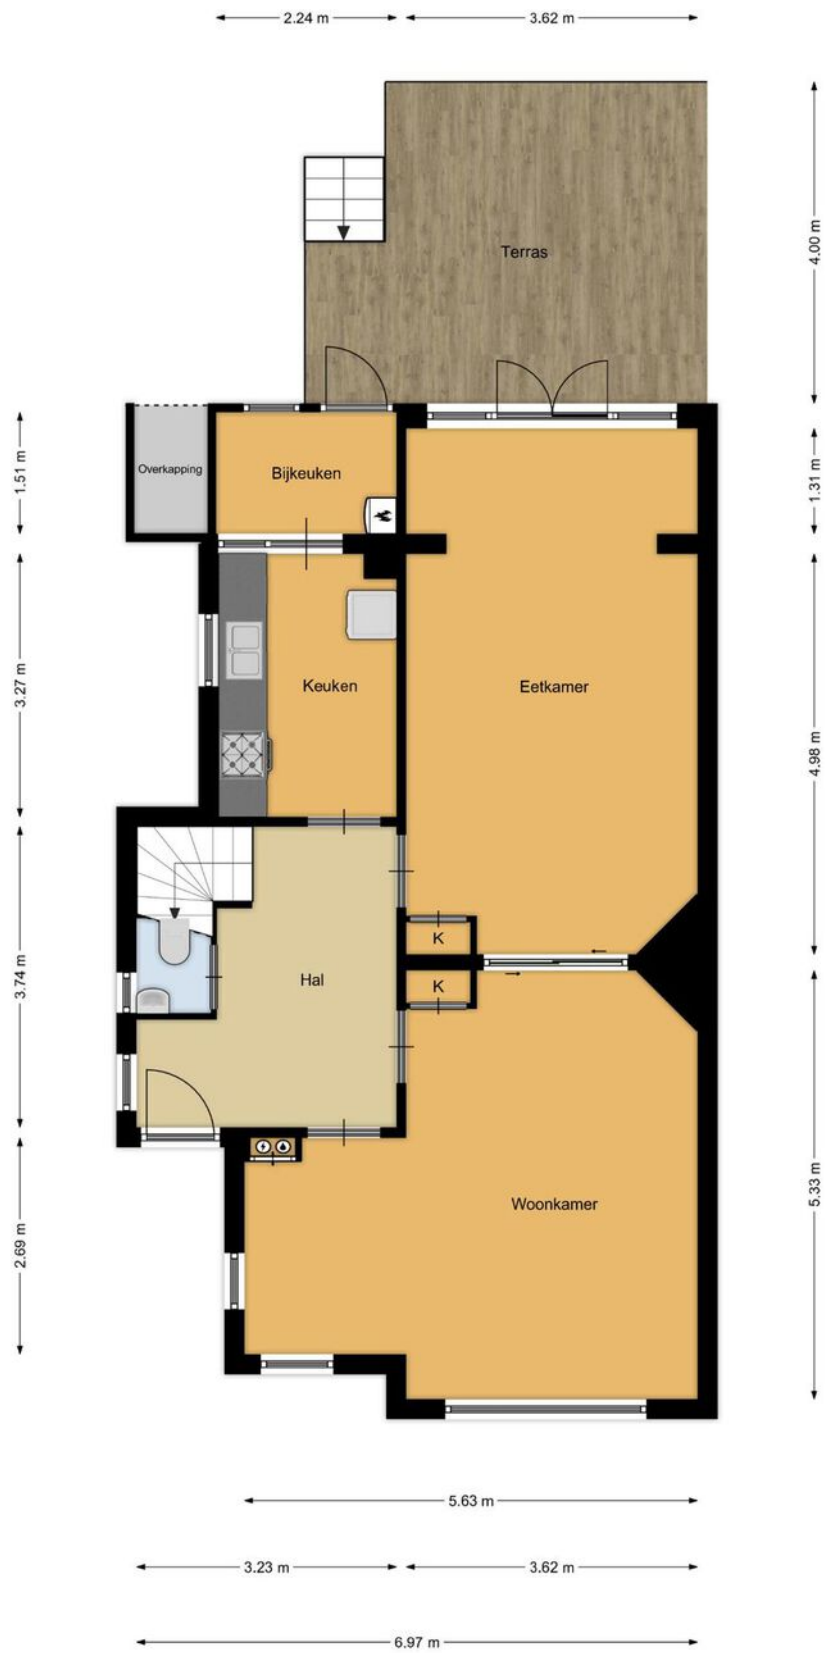 2.24 m
3.62 m
4.00 m
Terras
Overkapping
Bijkeuken
1.51 m
1.31 m
Keuken
Eetkamer
3.27 m
4.98 m
K
K
Hal
3.74 m
Woonkamer
5.33 m
2.69 m
5.63 m
3.23 m
3.62 m
6.97 m